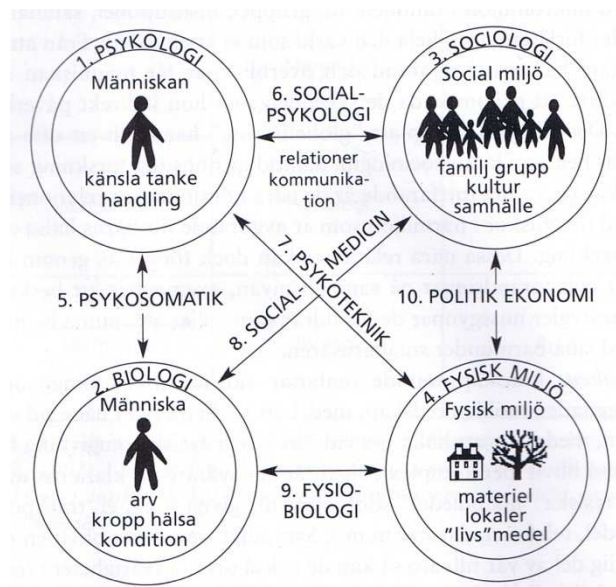 1. PSYKOLOGI
Människan
känsla tanke
handling
6. SOCIAL-
PSYKOLOGI
relationer
kommunika-
tion
3. SOCIOLOGI
Social miljö
familj grupp
kultur
samhälle
5. PSYKOSOMATIK
7. PSYKOTEKNIK
8. SOCIAL-
MEDICIN
10. POLITIK EKONOMI
2. BIOLOGI
Människa
arv
kropp hälsa
kondition
9. FYSIO-
BIOLOGI
4. FYSISK MILJÖ
Fysisk miljö
materiel
lokaler
"livs"medel